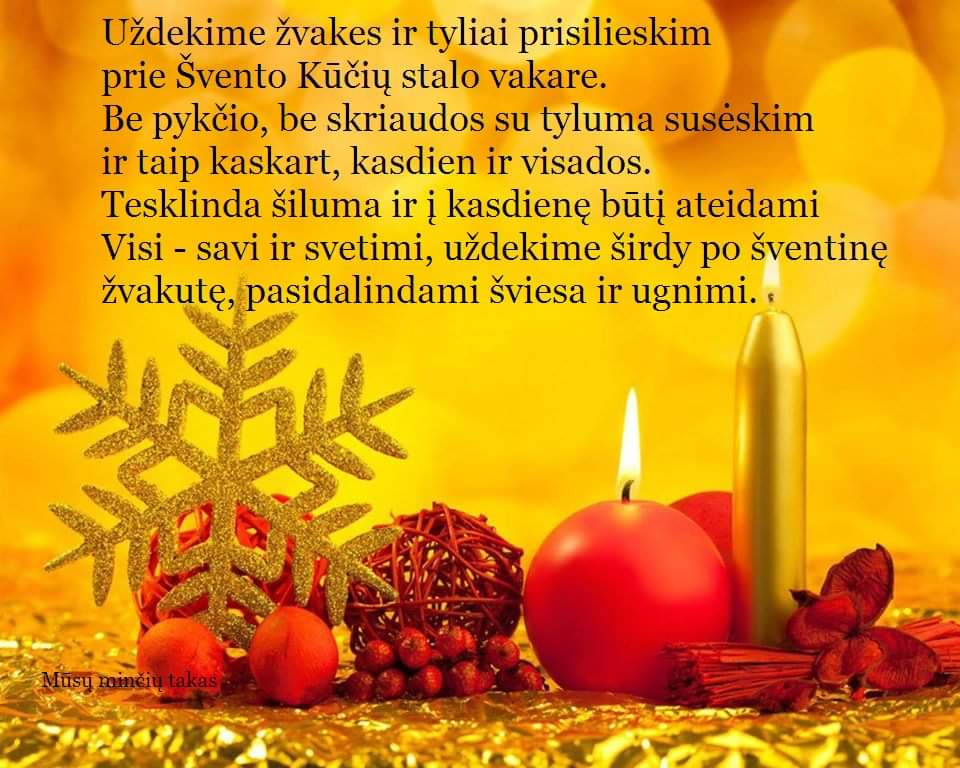 Uždekime žvakes ir tyliai prisilieskim
prie Švento Kūčių stalo vakare.
Be pykčio, be skriaudos su tyluma susėskim
ir taip kaskart, kasdien ir visados.
Tesklinda šiluma ir į kasdienę būtį ateidami
Visi - savi ir svetimi, uždekime širdy po šventinę
žvakutę, pasidalindami šviesa ir ugnimi.
Mūsų minčių takas